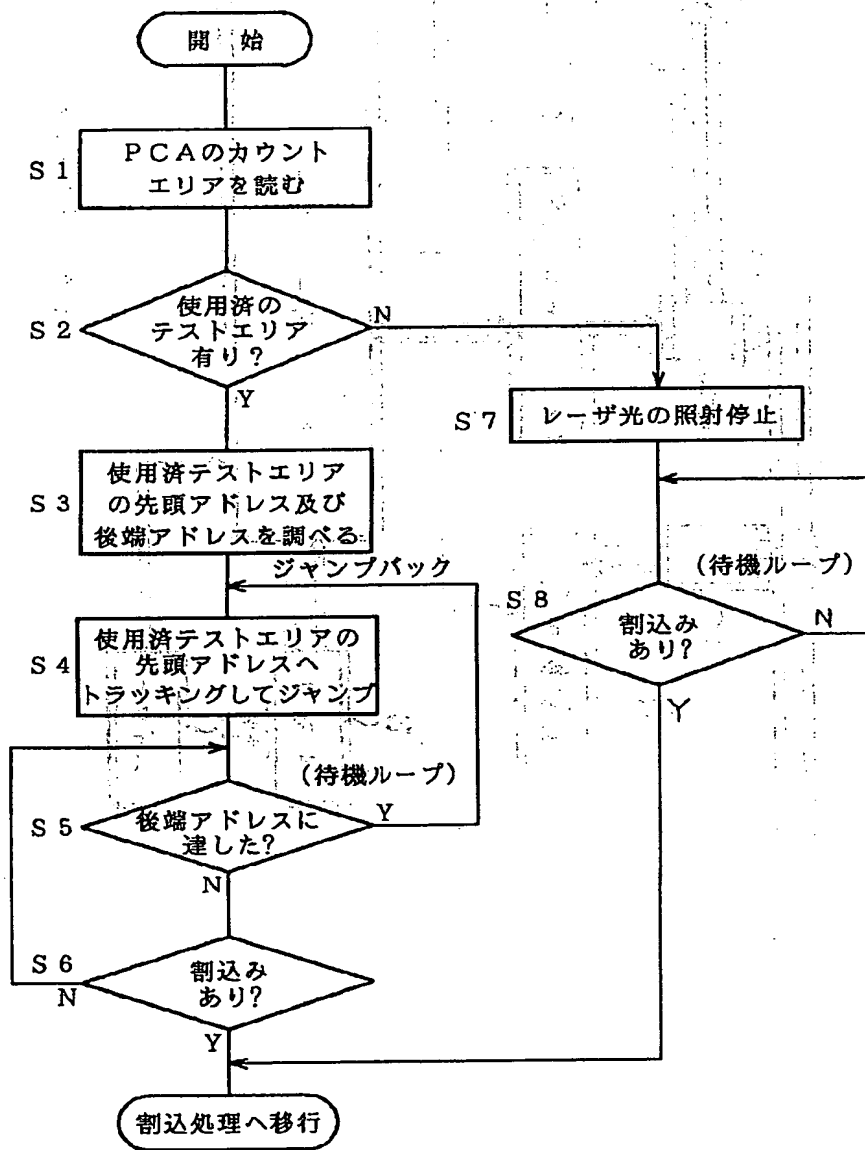 開 始
S1
PCAのカウント
エリアを読む
S2
使用済の
テストエリア
有り?
N
Y
S3
使用済テストエリア
の先頭アドレス及び
後端アドレスを調べる
ジャンプバック
S4
使用済テストエリアの
先頭アドレスへ
トラッキングしてジャンプ
(待機ループ)
S5
後端アドレスに
達した?
Y
N
S6
割込み
あり?
N
Y
割込処理へ移行
S7
レーザ光の照射停止
(待機ループ)
S8
割込み
あり?
N
Y